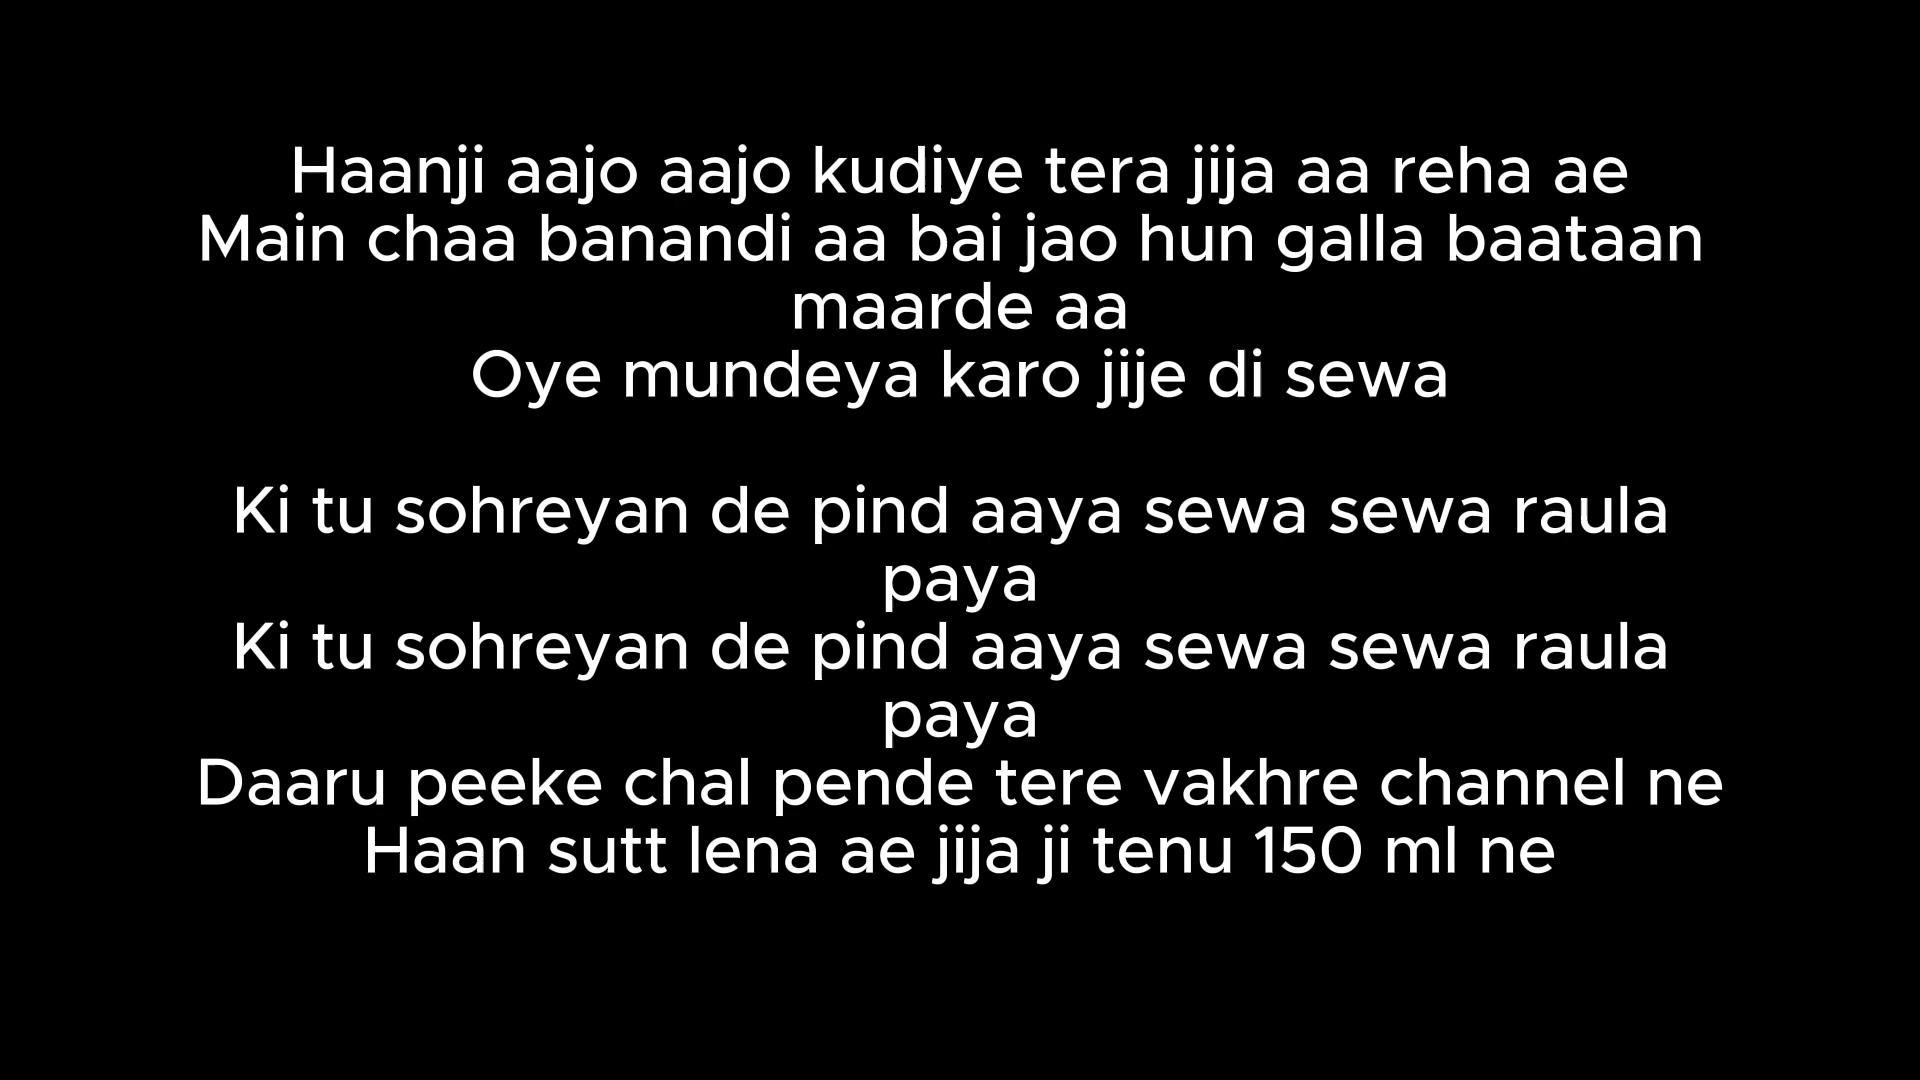 Haanji aajo aajo kudiye tera jija aa reha ae
Main chaa banandi aa bai jao hun galla baataan
maarde aa
Oye mundeya karo jije di sewa
Ki tu sohreyan de pind aaya sewa sewa raula
paya
Ki tu sohreyan de pind aaya sewa sewa raula
paya
Daaru peeke chal pende tere vakhre channel ne
Haan sutt lena ae jija ji tenu 150 ml ne